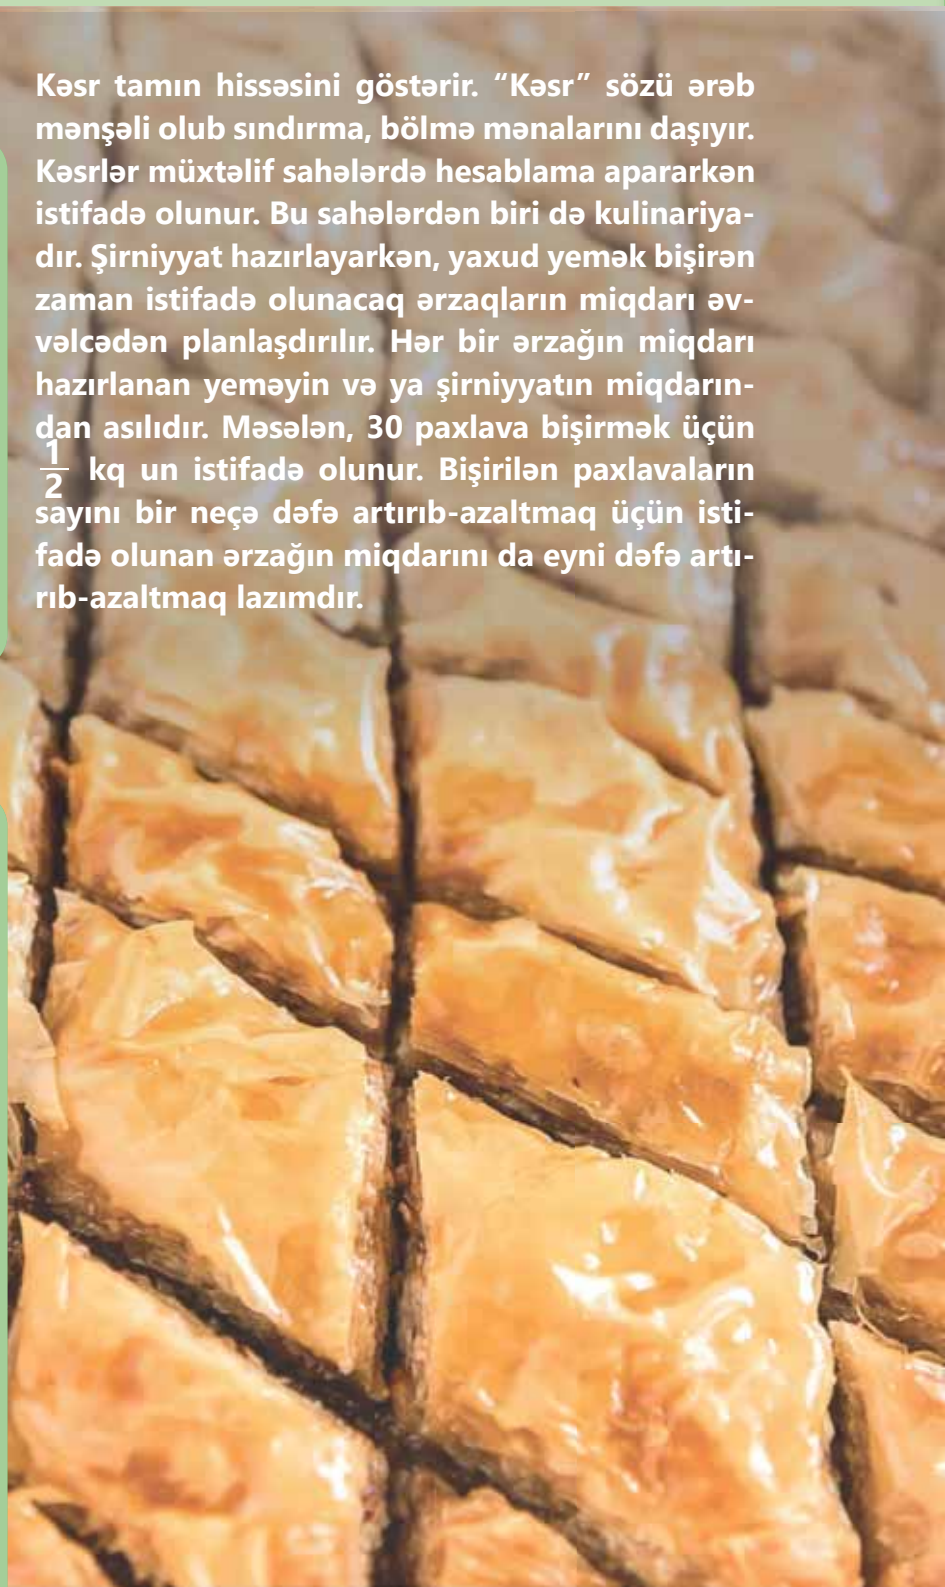 Kəsr tamın hissəsini göstərir. “Kəsr” sözü ərəb
mənşəli olub sındırma, bölmə mənalarını daşıyır.
Kəsrlər müxtəlif sahələrdə hesablama apararkən
istifadə olunur. Bu sahələrdən biri də kulinariya-
dır. Şirniyyat hazırlayarkən, yaxud yemək bişirən
zaman istifadə olunacaq ərzaqların miqdarı əv-
vəlcədən planlaşdırılır. Hər bir ərzağın miqdarı
hazırlanan yeməyin və ya şirniyyatın miqdarın-
dan asılıdır. Məsələn, 30 paxlava bişirmək üçün
1/2 kq un istifadə olunur. Bişirilən paxlavaların
sayını bir neçə dəfə artırıb-azaltmaq üçün isti-
fadə olunan ərzağın miqdarını da eyni dəfə artı-
rıb-azaltmaq lazımdır.